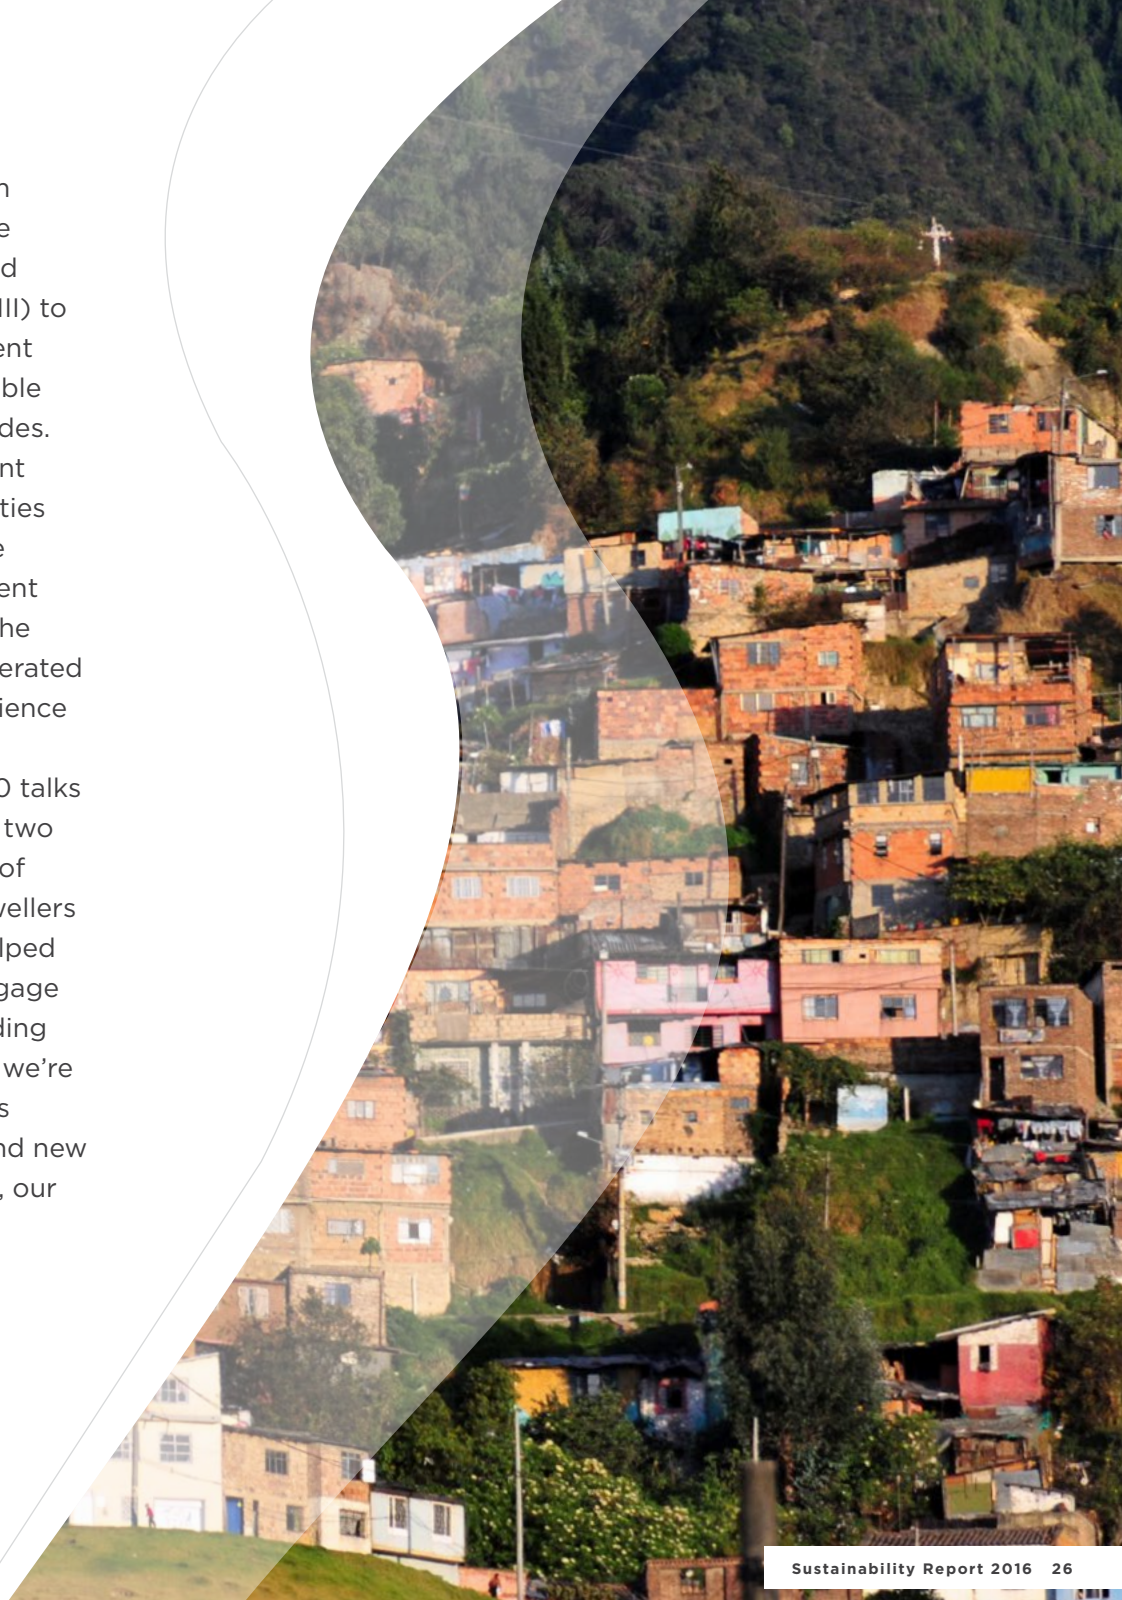 n
e
d
III) to
ent
ble
des.
nt
ties
e
ent
he
erated
ience
0 talks
two
of
vellers
lped
gage
ding
we're
s
nd new
, our
Sustainability Report 2016 26